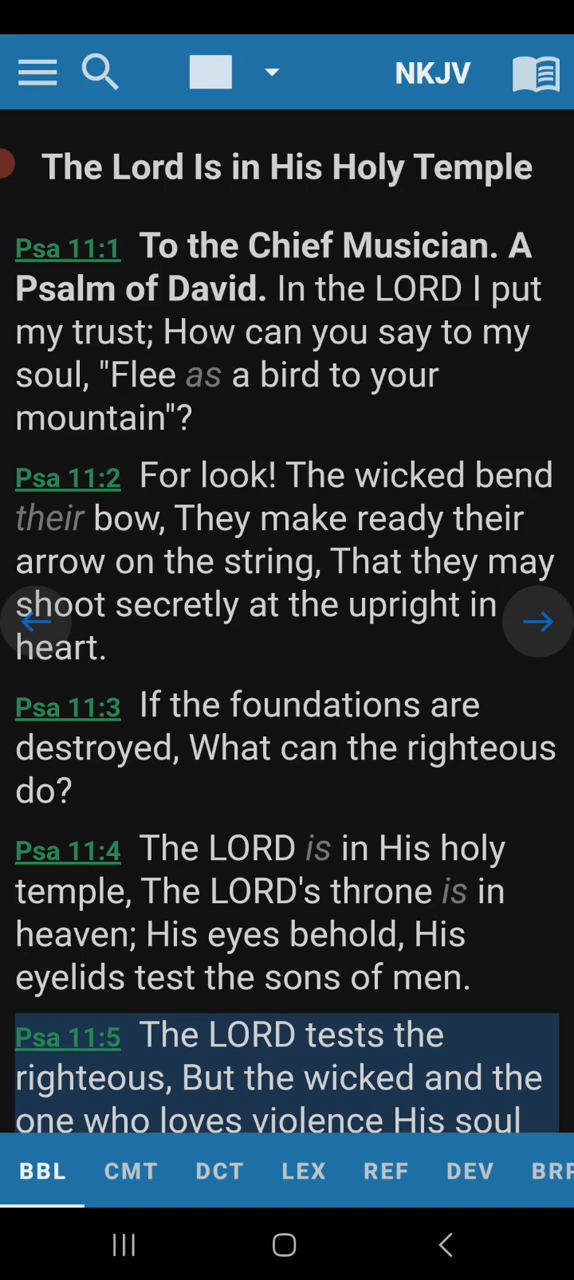 NKJV
The Lord Is in His Holy Temple
Psa 11:1 To the Chief Musician. A
Psalm of David. In the LORD I put
my trust; How can you say to my
soul, "Flee as a bird to your
mountain"?
Psa 11:2 For look! The wicked bend
their bow, They make ready their
arrow on the string, That they may
shoot secretly at the upright in
heart.
Psa 11:3 If the foundations are
destroyed, What can the righteous
do?
Psa 11:4 The LORD is in His holy
temple, The LORD's throne is in
heaven; His eyes behold, His
eyelids test the sons of men.
Psa 11:5 The LORD tests the
righteous, But the wicked and the
one who loves violence His soul
BBL CMT DCT LEX REF DEV BRP